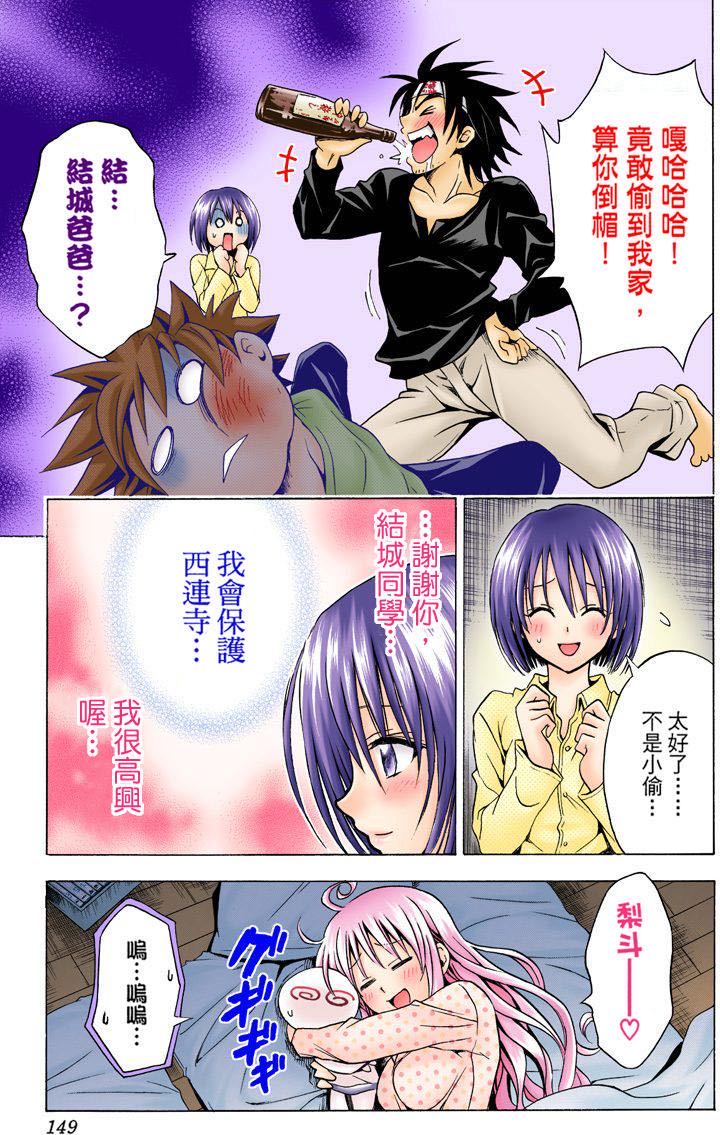 嘎哈哈哈！
竟敢偷到我家，
算你倒楣！
結…
結城爸爸…？
太好了……
不是小偷…
…謝謝你，
結城同學…
我會保護
西連寺…
我很高興
喔…
梨斗——♡
グギギギ
嗚…嗚嗚…
149